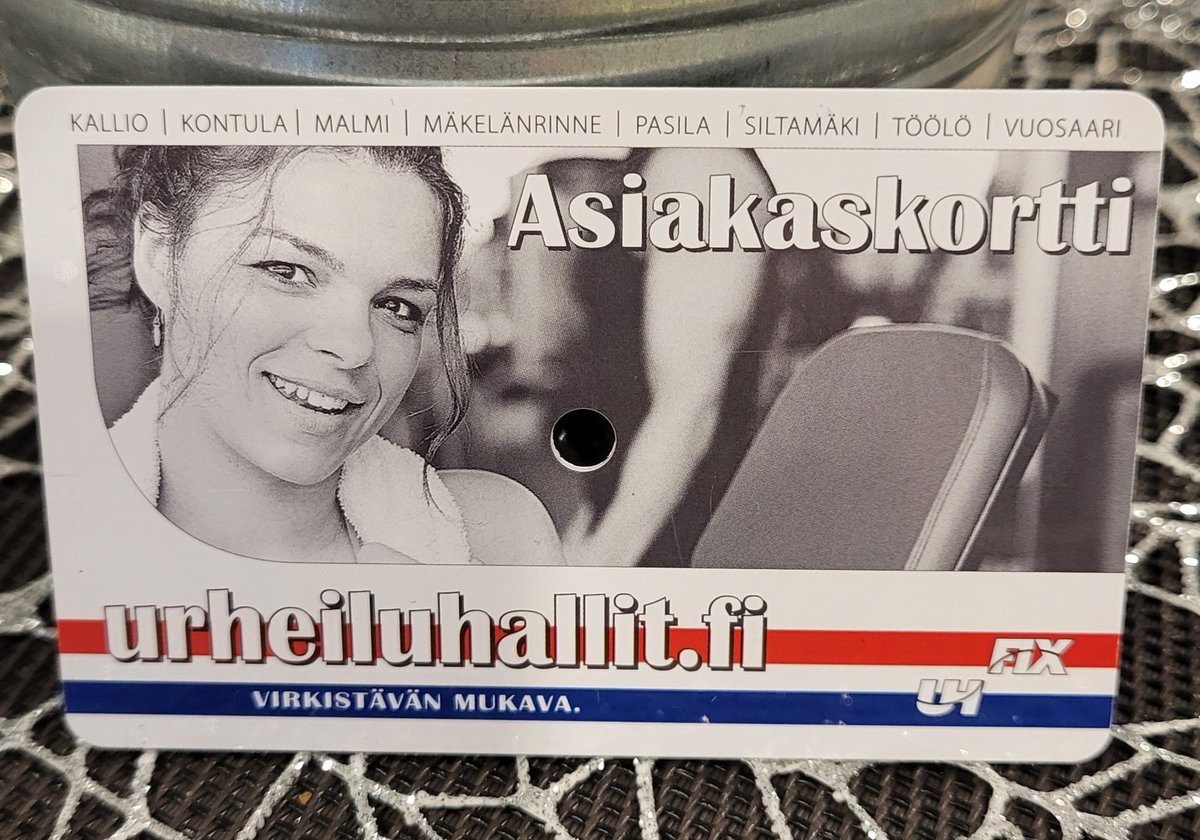 KALLIO | KONTULA | MALMI | MÄKELÄNRINNE | PASILA | SILTAMÄKI | TÖÖLÖ | VUOSAARI
Asiakaskortti
urheiluhallit.fi
FIX
UH
VIRKISTÄVÄN MUKAVA.